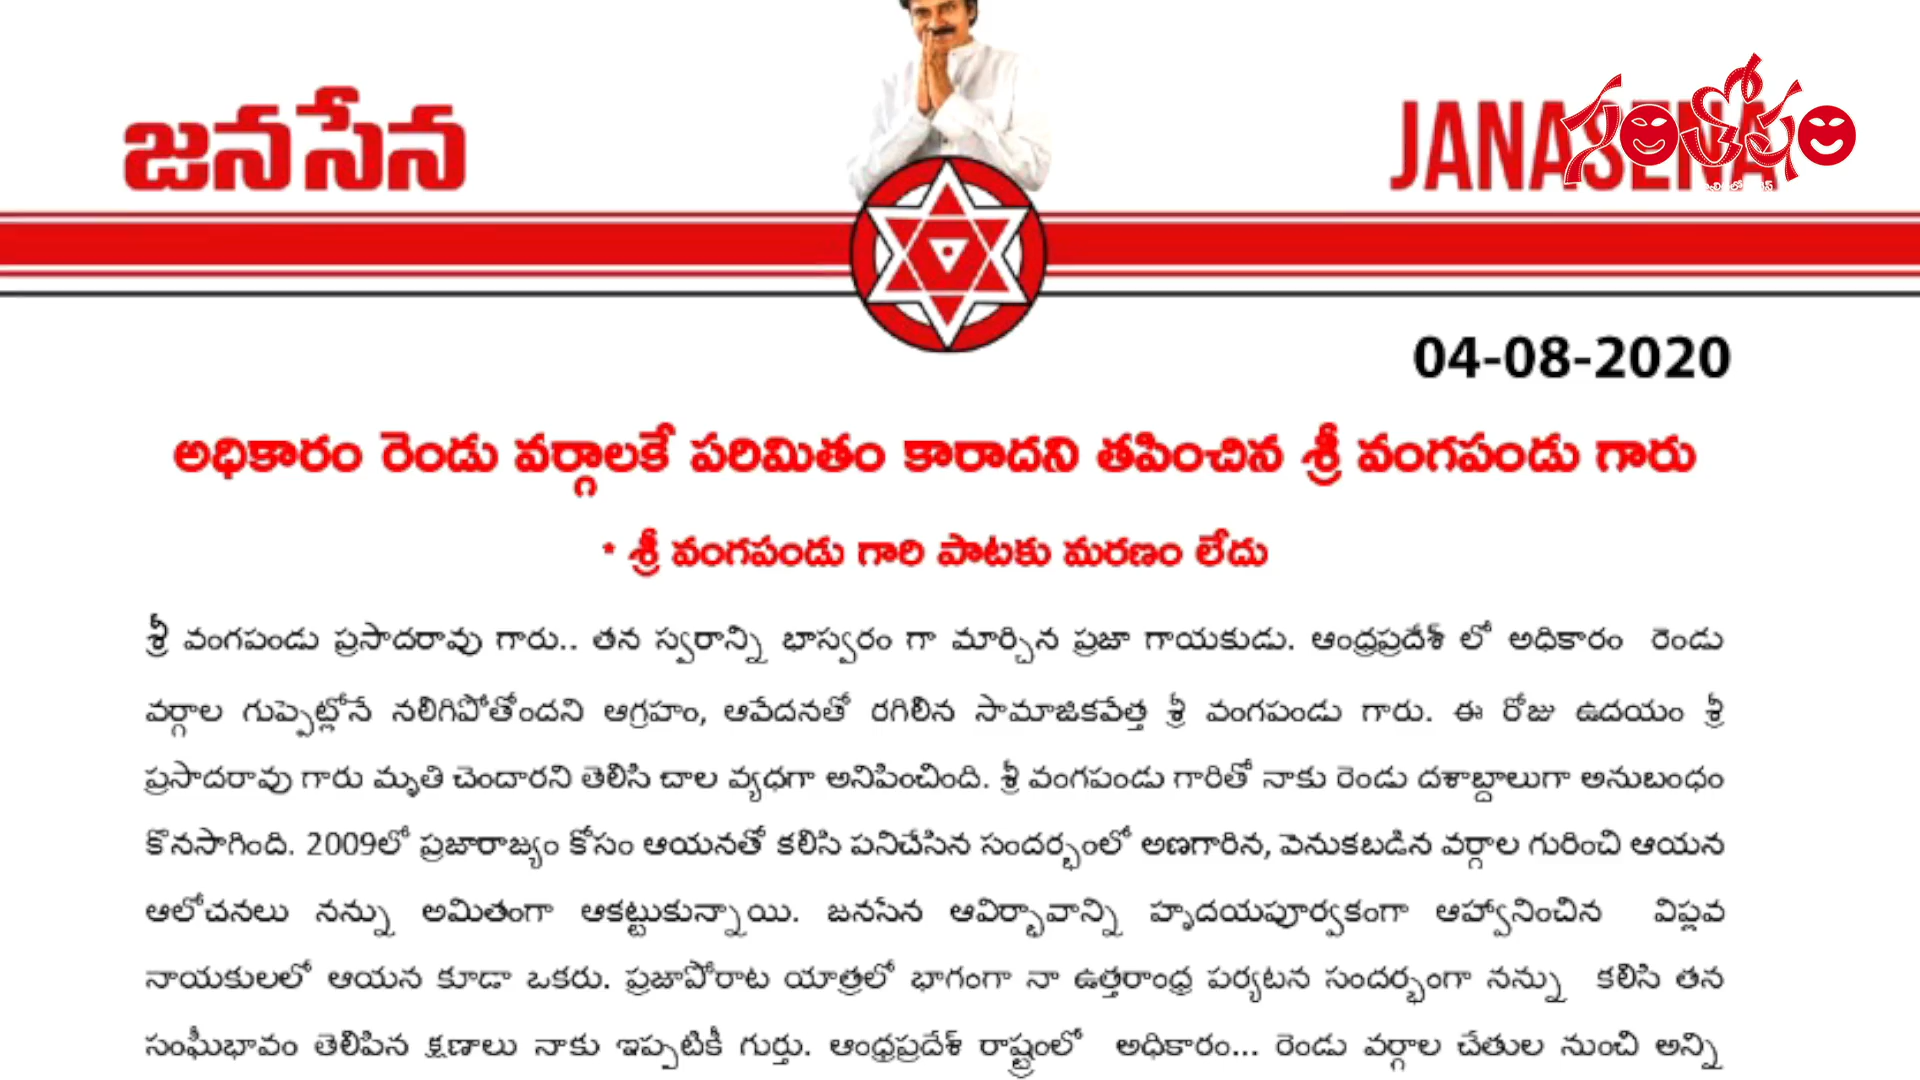 జనసేన
JANASENA
సంతోషం
04-08-2020
అధికారం రెండు వర్గాలకే పరిమితం కారాదని తపించిన శ్రీ వంగపండు గారు
* శ్రీ వంగపండు గారి పాటకు మరణం లేదు
శ్రీ వంగపండు ప్రసాదరావు గారు.. తన స్వరాన్ని భాస్వరం గా మార్చిన ప్రజా గాయకుడు. ఆంధ్రప్రదేశ్ లో అధికారం రెండు
వర్గాల గుప్పెట్లోనే నలిగిపోతోందని ఆగ్రహం, ఆవేదనతో రగిలిన సామాజికవేత్త శ్రీ వంగపండు గారు. ఈ రోజు ఉదయం శ్రీ
ప్రసాదరావు గారు మృతి చెందారని తెలిసి చాల వ్యధగా అనిపించింది. శ్రీ వంగపండు గారితో నాకు రెండు దశాబ్దాలుగా అనుబంధం
కొనసాగింది. 2009లో ప్రజారాజ్యం కోసం ఆయనతో కలిసి పనిచేసిన సందర్భంలో అణగారిన, వెనుకబడిన వర్గాల గురించి ఆయన
ఆలోచనలు నన్ను అమితంగా ఆకట్టుకున్నాయి. జనసేన ఆవిర్భావాన్ని హృదయపూర్వకంగా ఆహ్వానించిన విప్లవ
నాయకులలో ఆయన కూడా ఒకరు. ప్రజాపోరాట యాత్రలో భాగంగా నా ఉత్తరాంధ్ర పర్యటన సందర్భంగా నన్ను కలిసి తన
సంఘీభావం తెలిపిన క్షణాలు నాకు ఇప్పటికీ గుర్తు. ఆంధ్రప్రదేశ్ రాష్ట్రంలో అధికారం... రెండు వర్గాల చేతుల నుంచి అన్ని